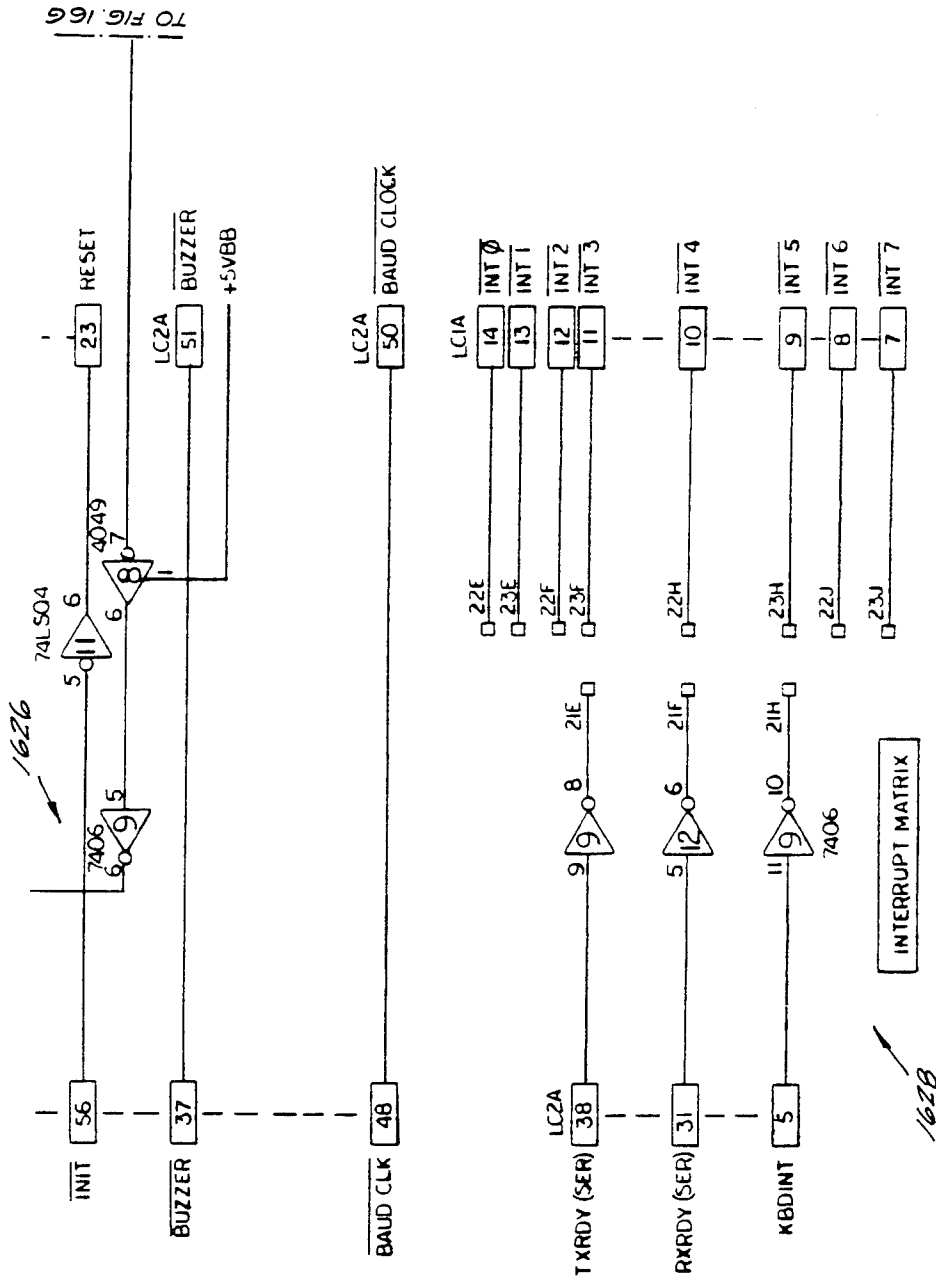 TO FIG. 16G
1626
INIT
56
5
74LS04
11
6
23
RESET
4049
7
8
1
6
5
7406
9
6
LC2A
BUZZER
37
51
BUZZER
+5VBB
LC2A
BAUD CLK
48
50
BAUD CLOCK
LC1A
22E
14
INT Ø
23E
13
INT 1
22F
12
INT 2
LC2A
TXRDY (SER)
38
9
9
8
21E
23F
11
INT 3
RXRDY (SER)
31
5
12
6
21F
22H
10
INT 4
KBDINT
5
11
9
10
7406
21H
23H
9
INT 5
22J
8
INT 6
23J
7
INT 7
INTERRUPT MATRIX
1628